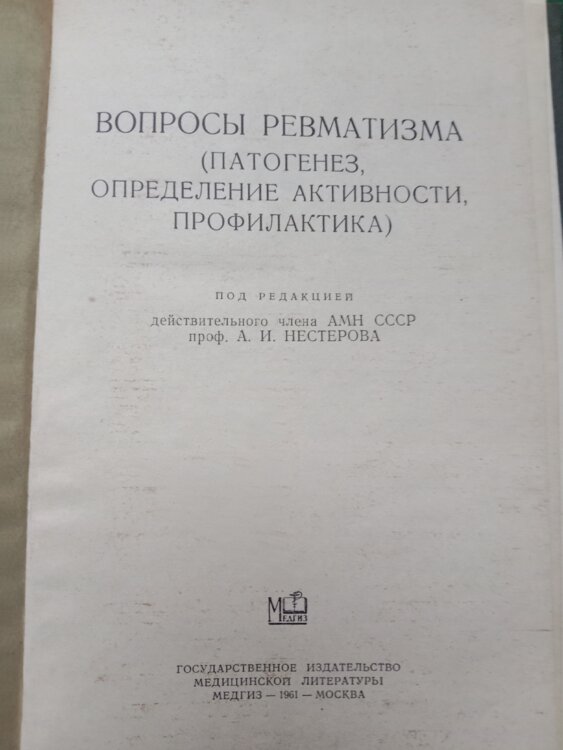 ВОПРОСЫ РЕВМАТИЗМА
(ПАТОГЕНЕЗ,
ОПРЕДЕЛЕНИЕ АКТИВНОСТИ,
ПРОФИЛАКТИКА)
ПОД РЕДАКЦИЕЙ
действительного члена АМН СССР
проф. А. И. НЕСТЕРОВА
МЕДГИЗ
ГОСУДАРСТВЕННОЕ ИЗДАТЕЛЬСТВО
МЕДИЦИНСКОЙ ЛИТЕРАТУРЫ
МЕДГИЗ — 1961 — МОСКВА